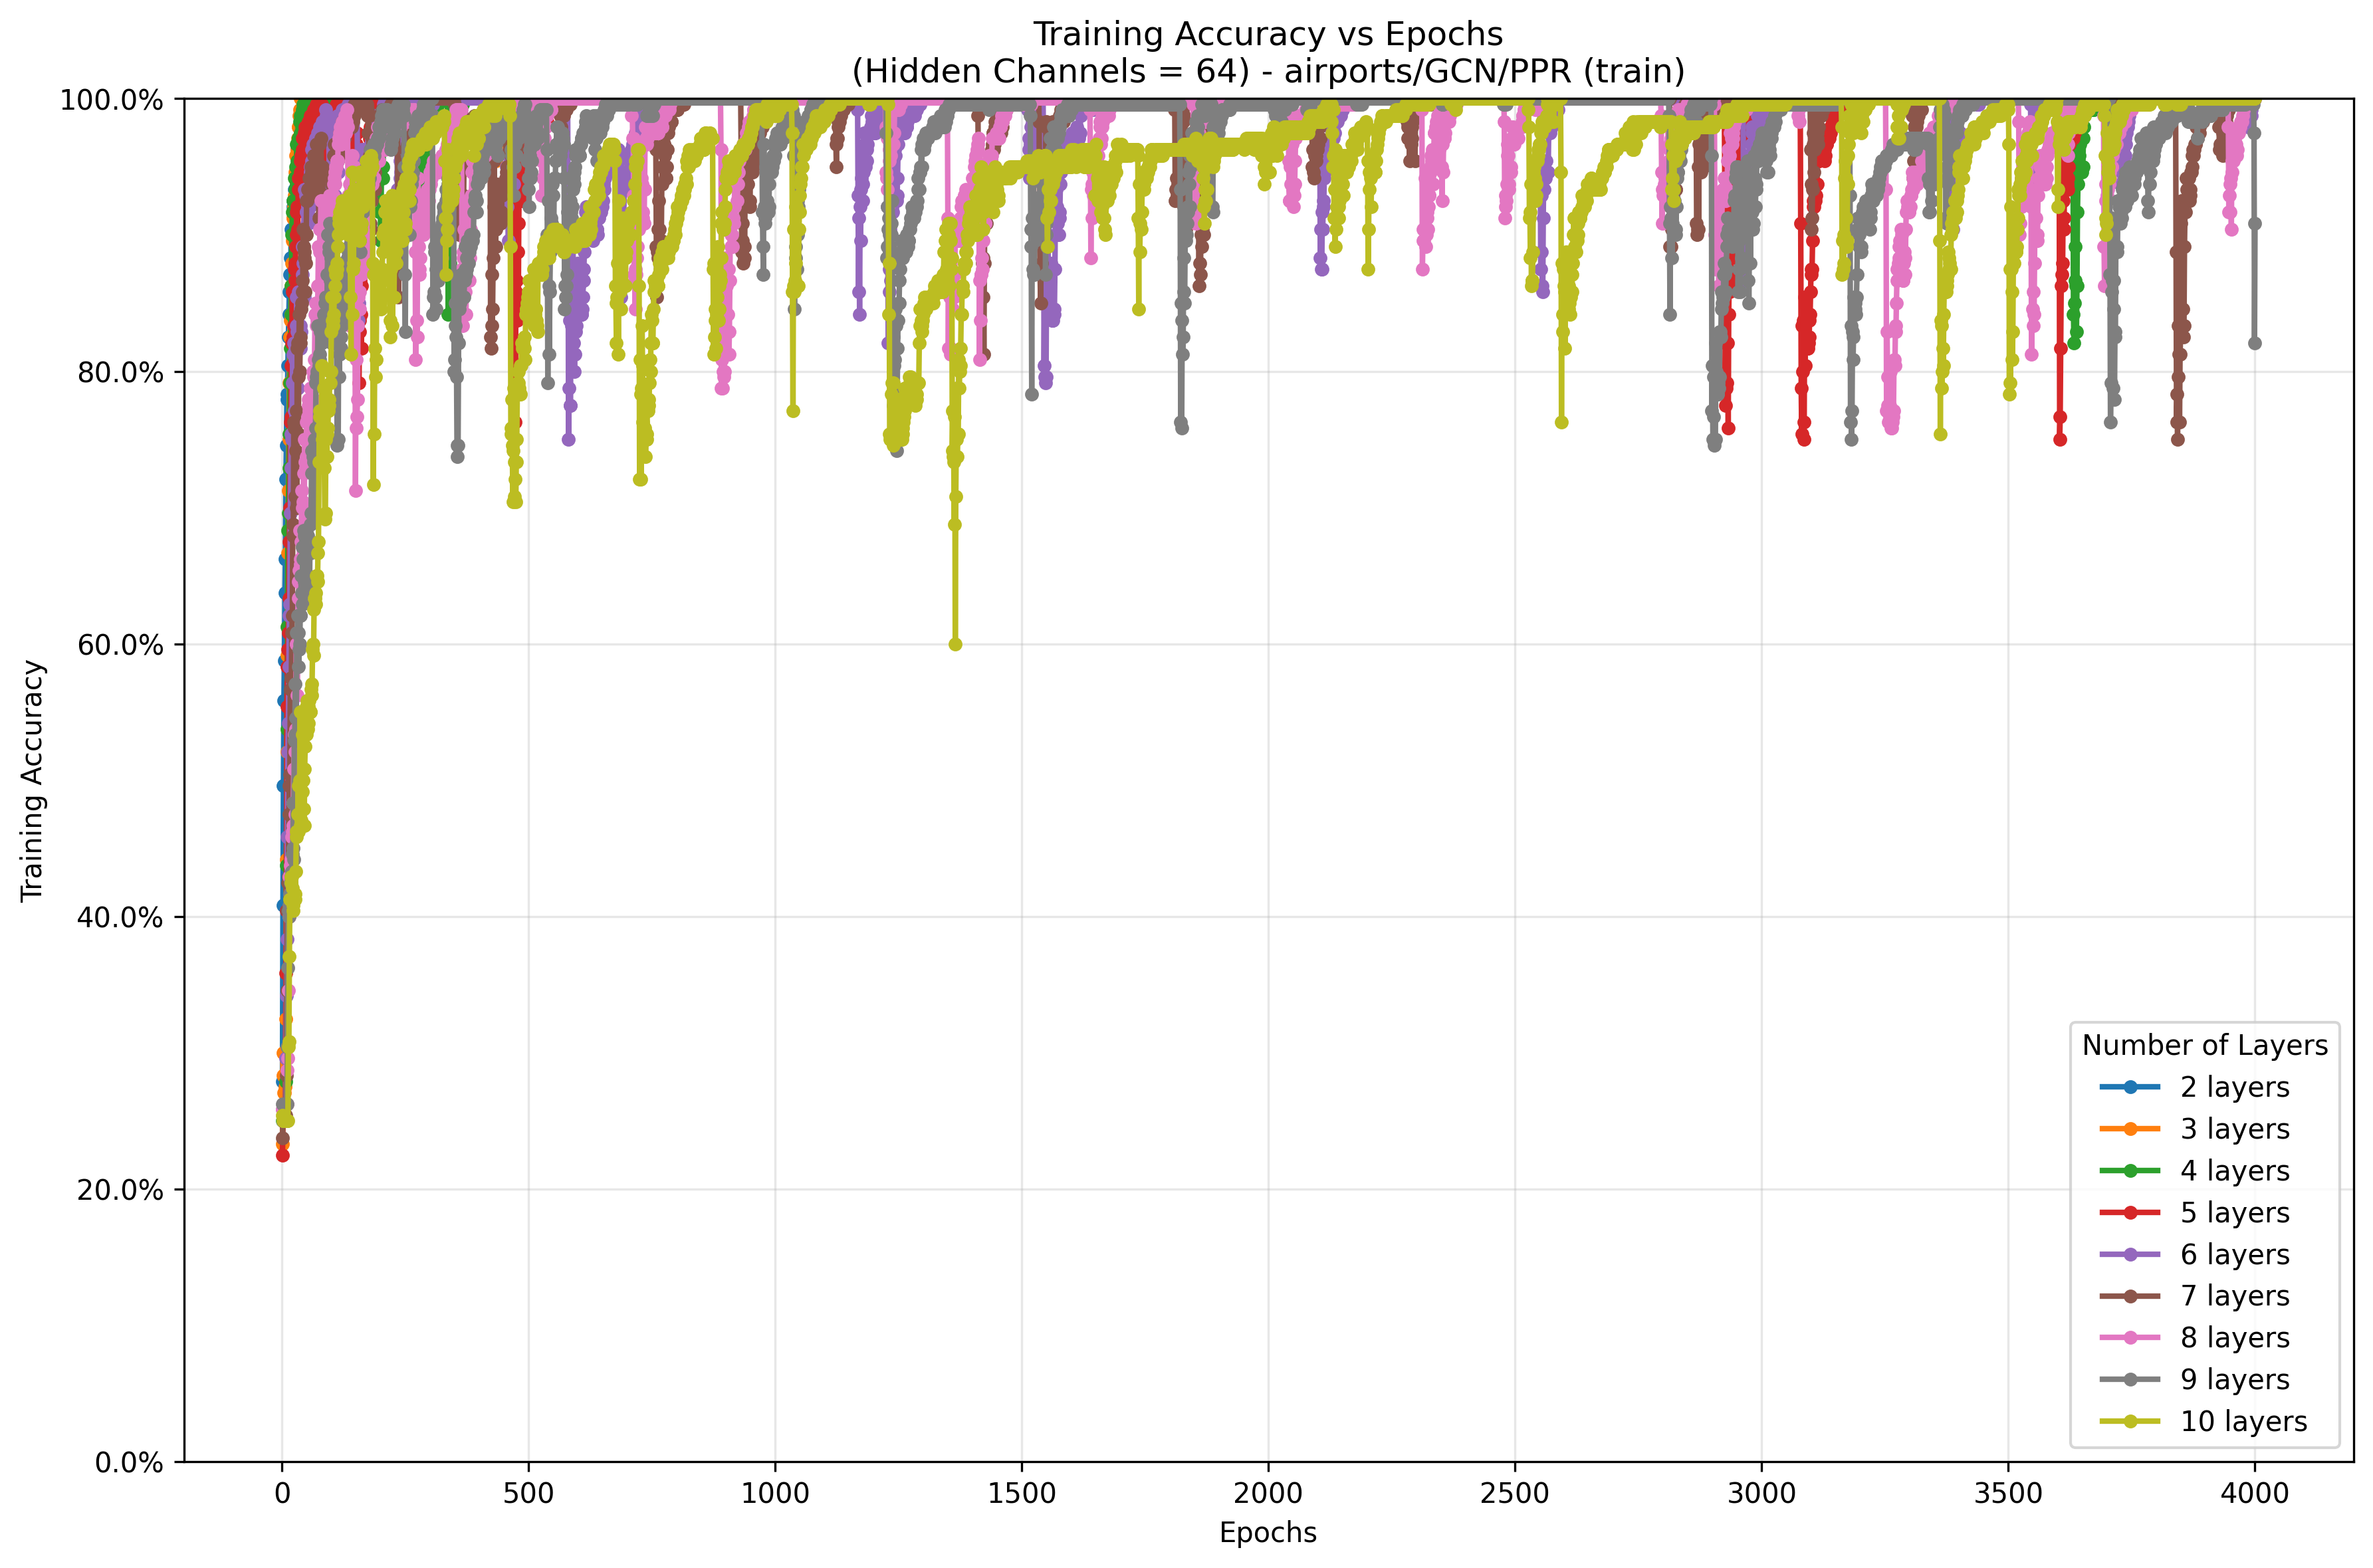 Training Accuracy vs Epochs
(Hidden Channels = 64) - airports/GCN/PPR (train)
Training Accuracy
100.0%
80.0%
60.0%
40.0%
20.0%
0.0%
0 500 1000 1500 2000 2500 3000 3500 4000
Epochs
Number of Layers
2 layers
3 layers
4 layers
5 layers
6 layers
7 layers
8 layers
9 layers
10 layers